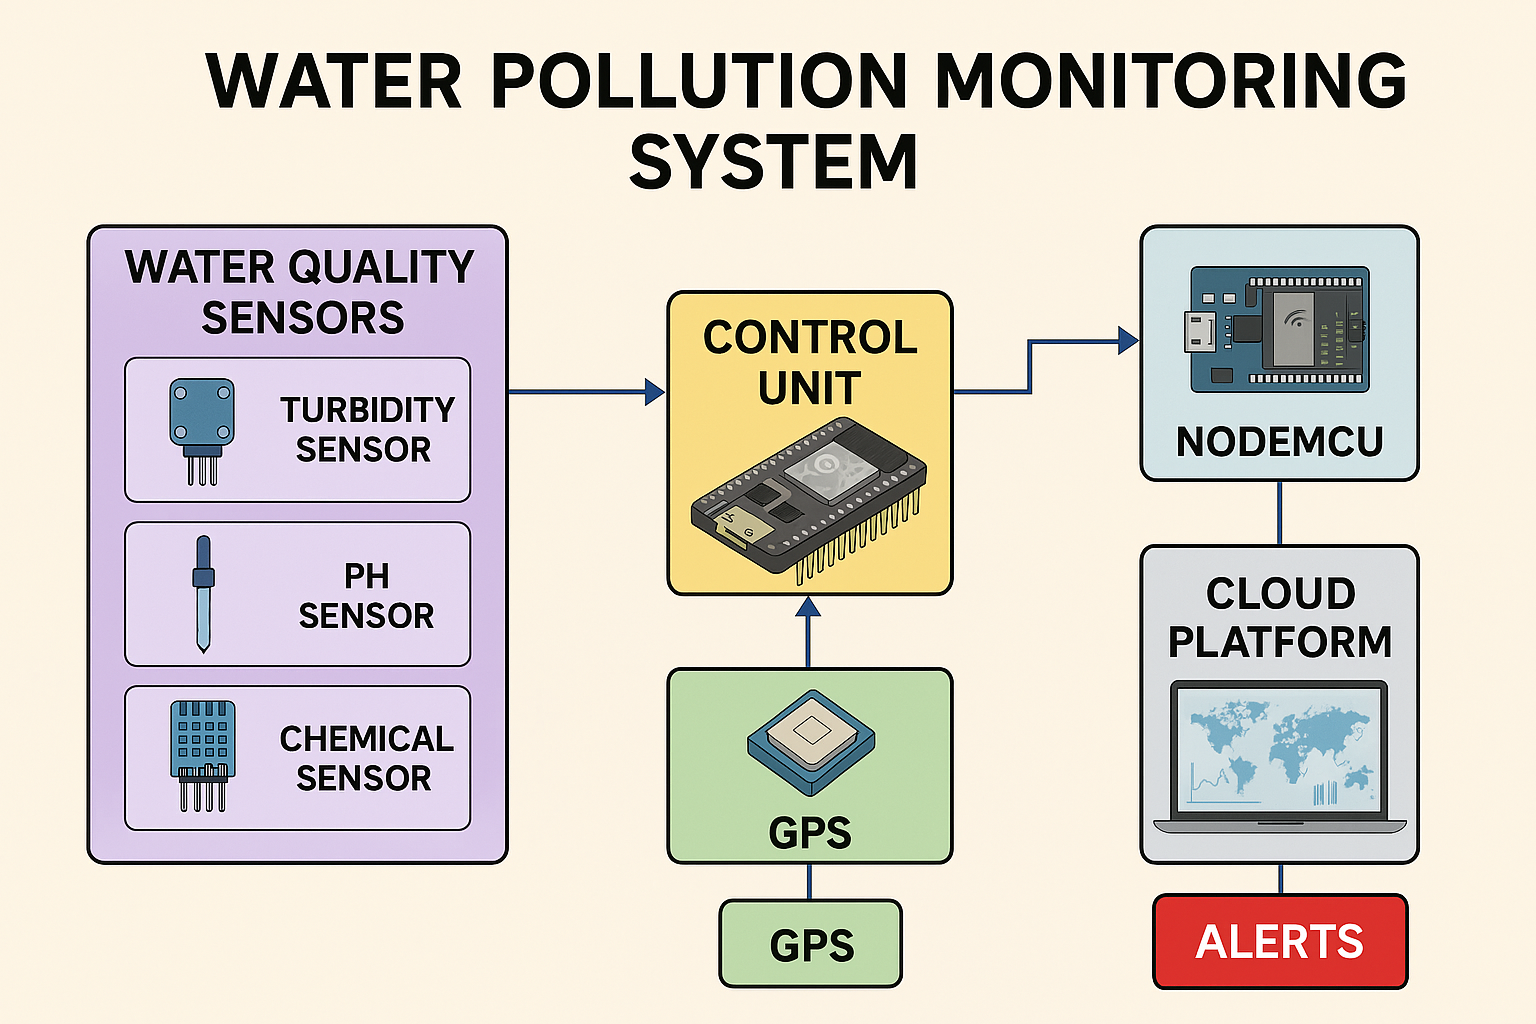 WATER POLLUTION MONITORING
SYSTEM
WATER QUALITY
SENSORS
TURBIDITY
SENSOR
PH
SENSOR
CHEMICAL
SENSOR
CONTROL
UNIT
GPS
GPS
NODEMCU
CLOUD
PLATFORM
ALERTS